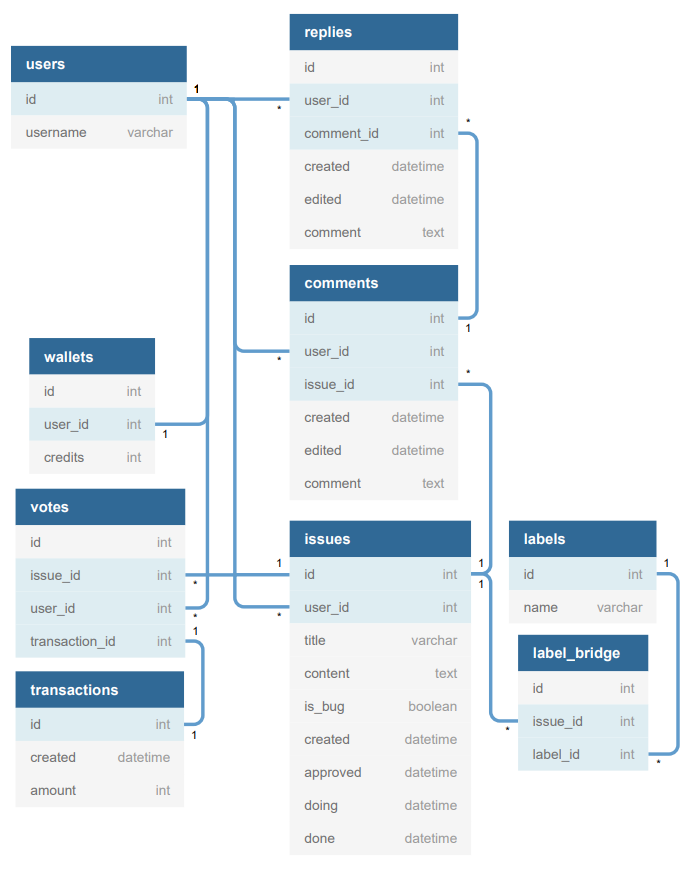 users
id int
username varchar
1
*
replies
id int
user_id int
comment_id int
created datetime
edited datetime
comment text
*
1
comments
id int
user_id int
issue_id int
created datetime
edited datetime
comment text
*
*
wallets
id int
user_id int
credits int
1
votes
id int
issue_id int
user_id int
transaction_id int
*
*
1
transactions
id int
created datetime
amount int
1
issues
id int
user_id int
title varchar
content text
is_bug boolean
created datetime
approved datetime
doing datetime
done datetime
1
*
1
1
labels
id int
name varchar
1
label_bridge
id int
issue_id int
label_id int
*
*